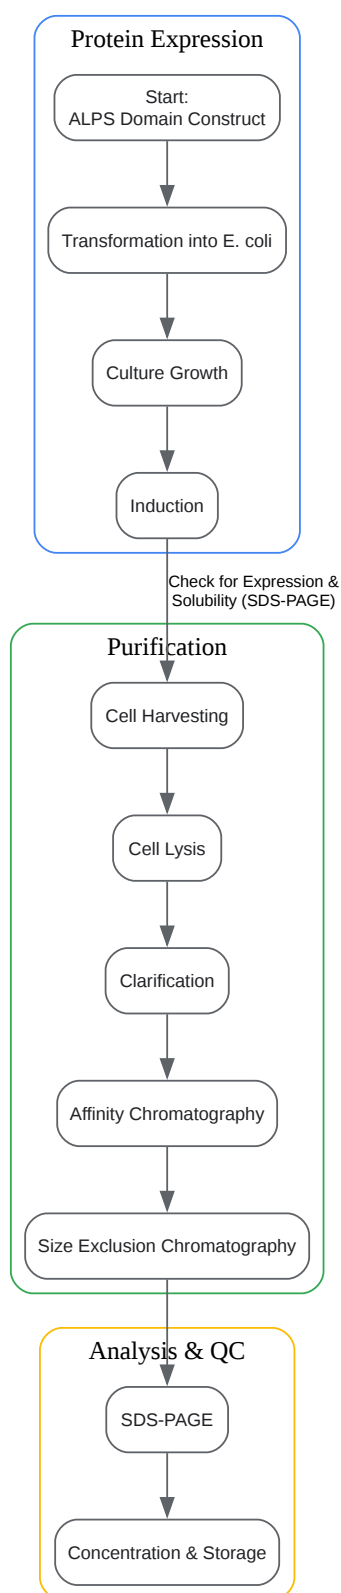 Protein Expression
Start:
ALPS Domain Construct
Transformation into E. coli
Culture Growth
Induction
Check for Expression &
Solubility (SDS-PAGE)
Purification
Cell Harvesting
Cell Lysis
Clarification
Affinity Chromatography
Size Exclusion Chromatography
Analysis & QC
SDS-PAGE
Concentration & Storage